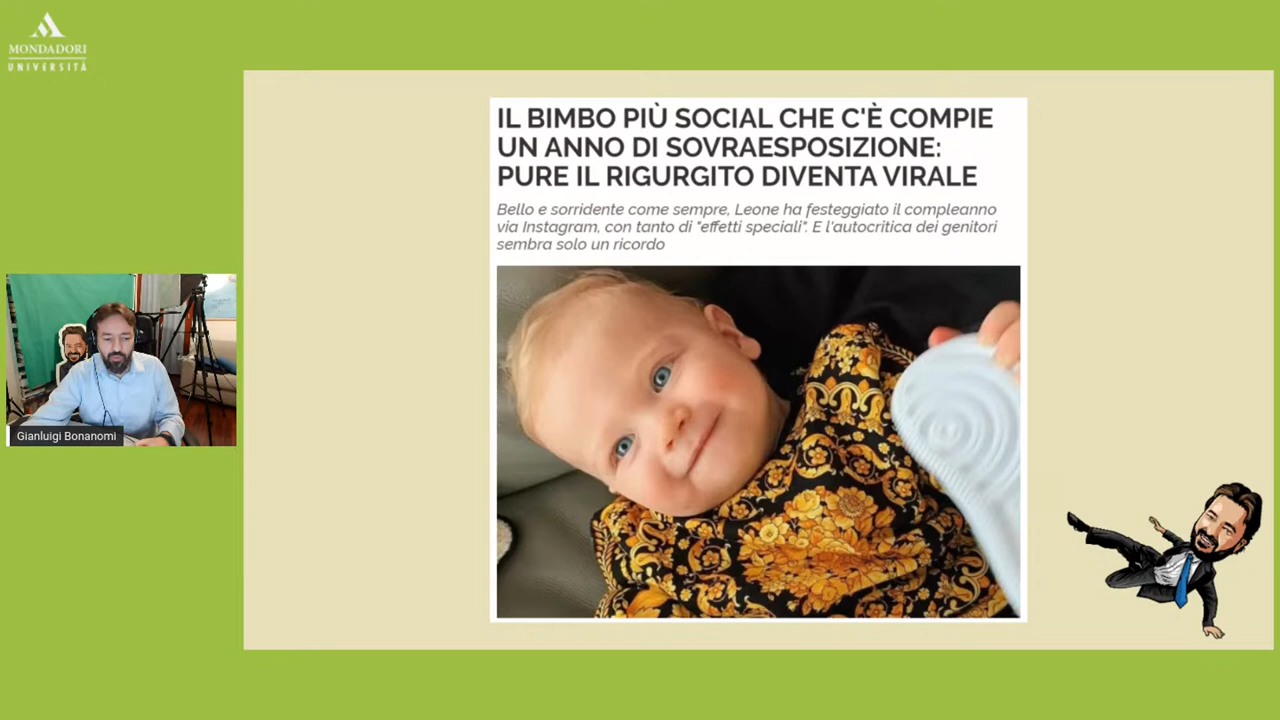 MONDADORI
UNIVERSITÀ
IL BIMBO PIÙ SOCIAL CHE C'È COMPIE
UN ANNO DI SOVRAESPOSIZIONE:
PURE IL RIGURGITO DIVENTA VIRALE
Bello e sorridente come sempre, Leone ha festeggiato il compleanno
via Instagram, con tanto di "effetti speciali". E l'autocritica dei genitori
sembra solo un ricordo
Gianluigi Bonanomi